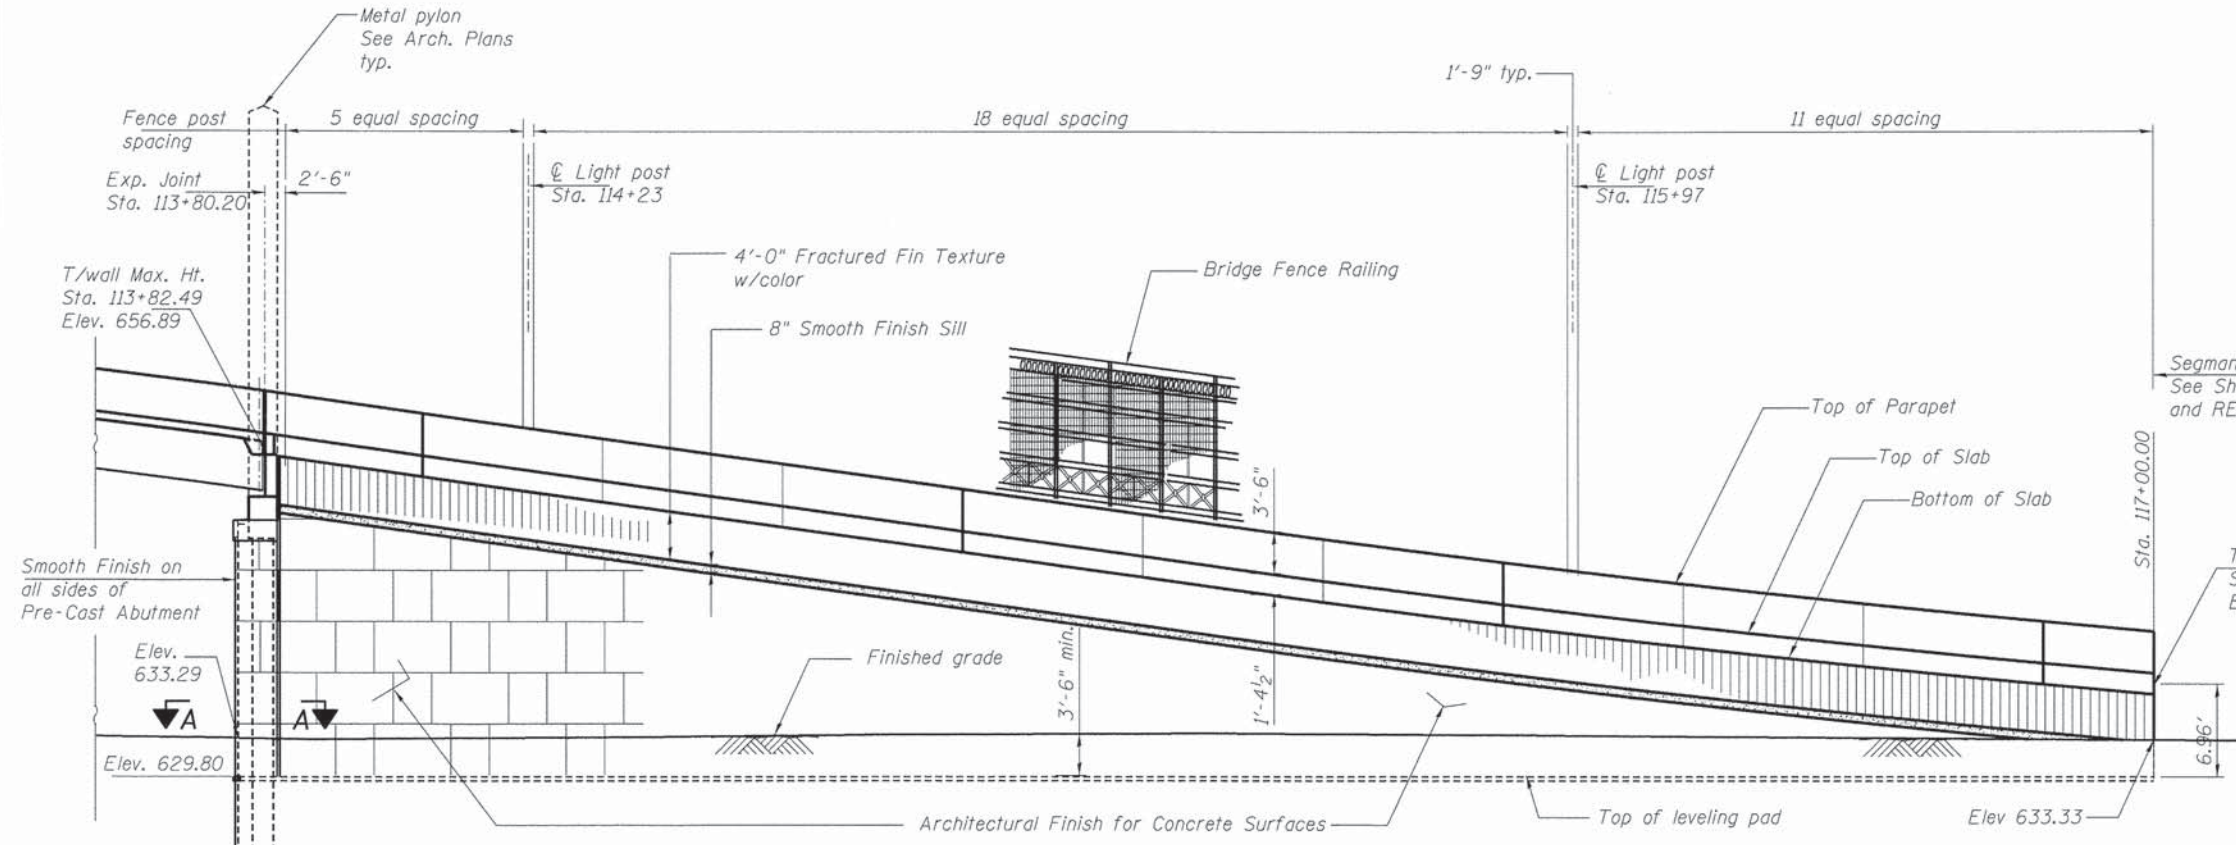 Metal pylon
See Arch. Plans
typ.
1'-9" typ.
Fence post
spacing
5 equal spacing
18 equal spacing
11 equal spacing
Exp. Joint
Sta. 113+80.20
2'-6"
℄ Light post
Sta. 114+23
℄ Light post
Sta. 115+97
T/wall Max. Ht.
Sta. 113+82.49
Elev. 656.89
4'-0" Fractured Fin Texture
w/color
Bridge Fence Railing
8" Smooth Finish Sill
Segman
See Sh
and RE
Top of Parapet
Top of Slab
Bottom of Slab
Sta. 117+00.00
3'-6"
Smooth Finish on
all sides of
Pre-Cast Abutment
T
S
E
Elev.
633.29
Finished grade
3'-6" min.
1'-4½"
A
A
6.96'
Elev. 629.80
Architectural Finish for Concrete Surfaces
Top of leveling pad
Elev 633.33